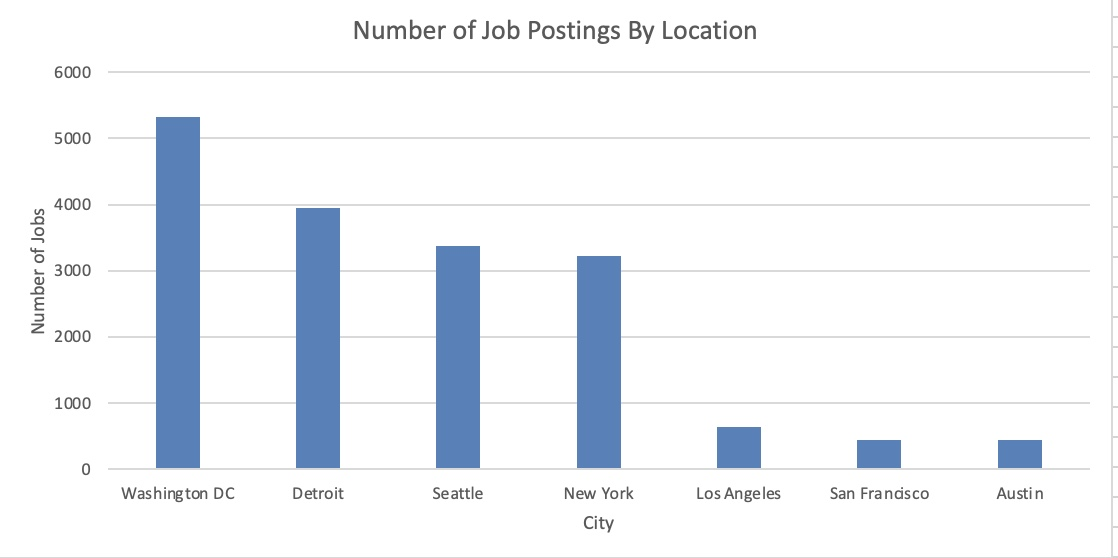 Number of Job Postings By Location
6000
5000
4000
3000
2000
1000
0
Number of Jobs
Washington DC
Detroit
Seattle
New York
Los Angeles
San Francisco
Austin
City